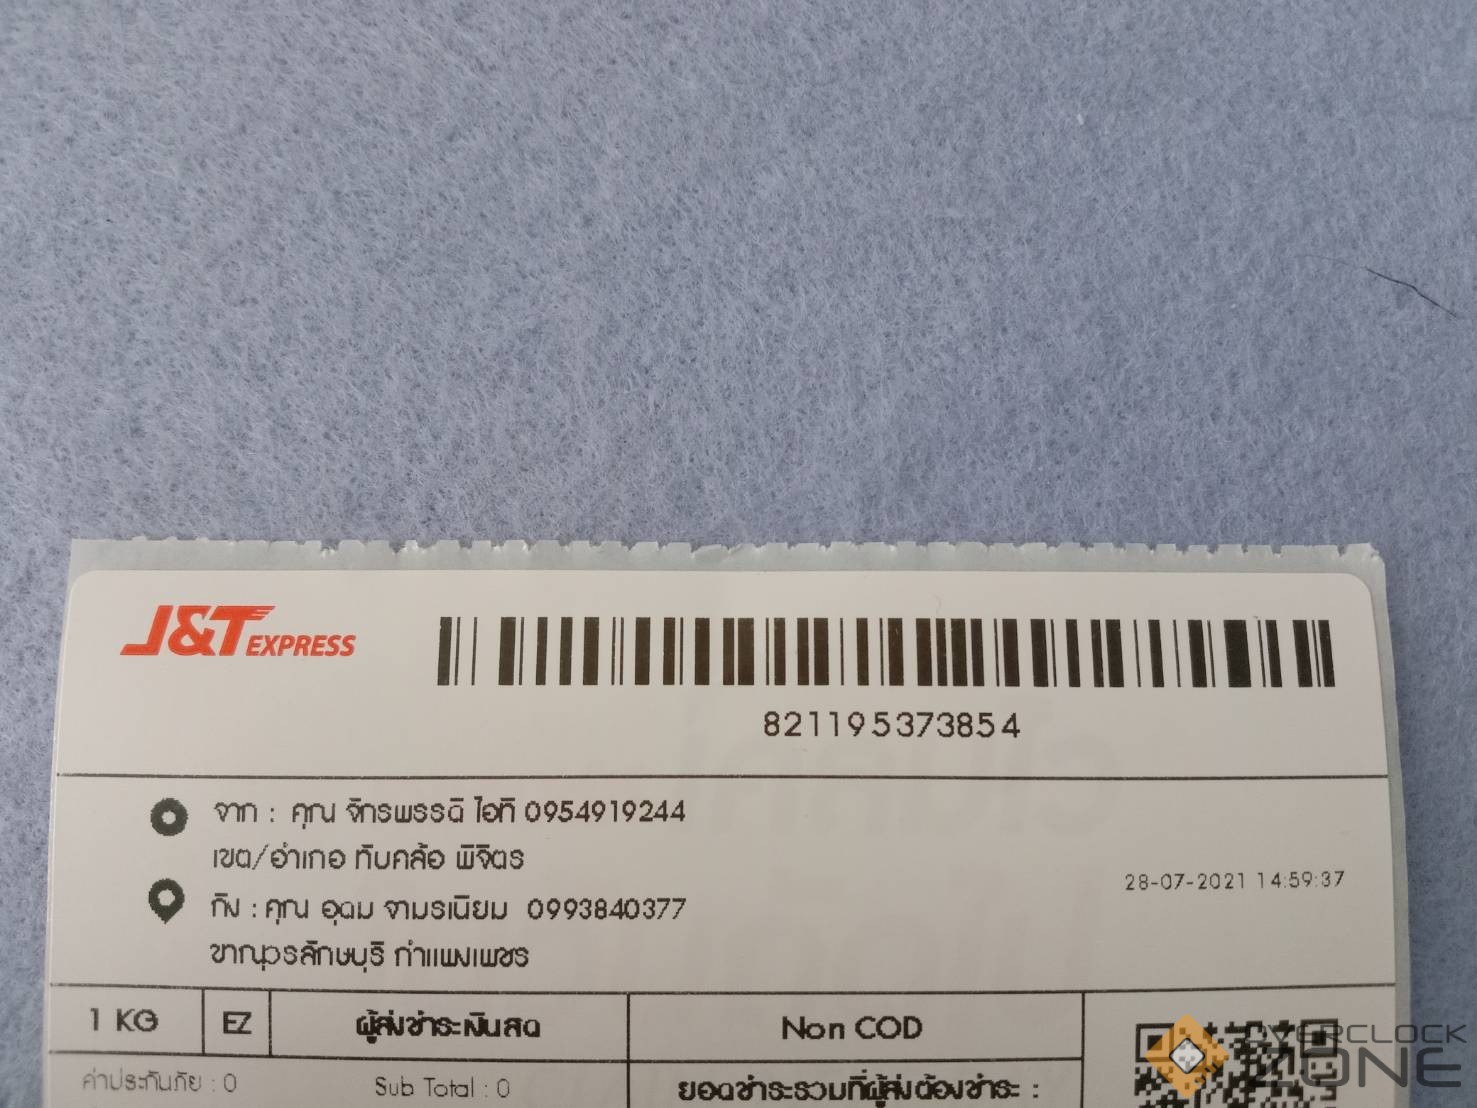 J&T EXPRESS
821195373854
จาก : คุณ จักรพรรดิ ไอที 0954919244
เขต/อำเภอ ทับคล้อ พิจิตร
28-07-2021 14:59:37
ถึง : คุณ อุดม จามรเนียม 0993840377
ขาณุวรลักษบุรี กำแพงเพชร
1 KG EZ ผู้ส่งชำระเงินสด Non COD
ค่าประกันภัย : 0 Sub Total : 0 ยอดชำระรวมที่ผู้ส่งต้องชำระ :
OVERCLOCK
ZONE